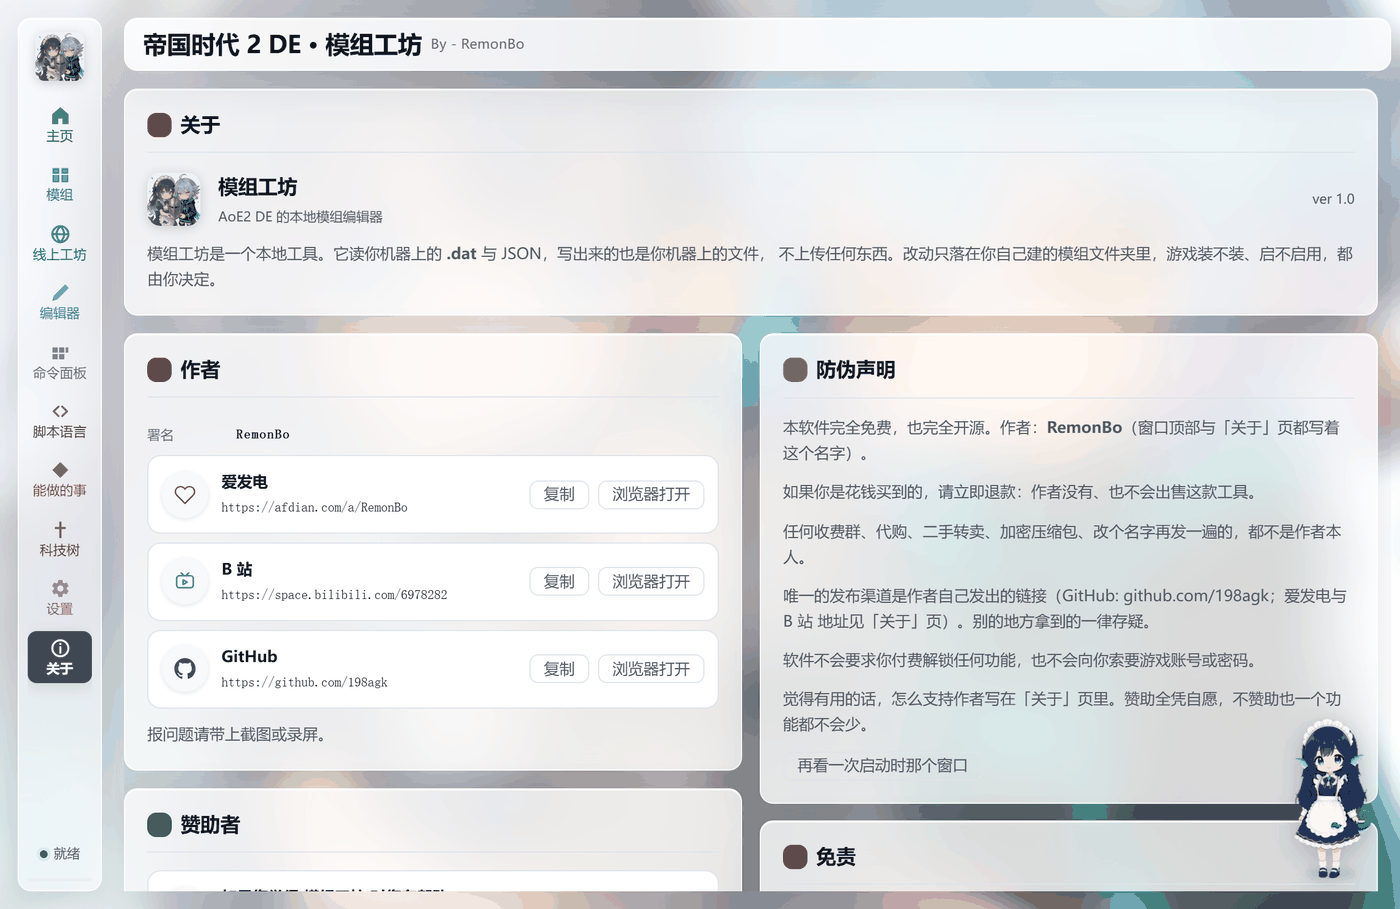 帝国时代 2 DE • 模组工坊 By - RemonBo
主页
模组
线上工坊
编辑器
命令面板
脚本语言
能做的事
科技树
设置
关于
就绪
关于
模组工坊
AoE2 DE 的本地模组编辑器
ver 1.0
模组工坊是一个本地工具。它读你机器上的 .dat 与 JSON，写出来的也是你机器上的文件， 不上传任何东西。改动只落在你自己建的模组文件夹里，游戏装不装、启不启用，都
由你决定。
作者
署名 RemonBo
爱发电
https://afdian.com/a/RemonBo
复制 浏览器打开
B 站
https://space.bilibili.com/6978282
复制 浏览器打开
GitHub
https://github.com/198agk
复制 浏览器打开
报问题请带上截图或录屏。
赞助者
防伪声明
本软件完全免费，也完全开源。作者：RemonBo（窗口顶部与「关于」页都写着
这个名字）。
如果你是花钱买到的，请立即退款：作者没有、也不会出售这款工具。
任何收费群、代购、二手转卖、加密压缩包、改个名字再发一遍的，都不是作者本
人。
唯一的发布渠道是作者自己发出的链接（GitHub: github.com/198agk；爱发电与
B 站 地址见「关于」页）。别的地方拿到的一律存疑。
软件不会要求你付费解锁任何功能，也不会向你索要游戏账号或密码。
觉得有用的话，怎么支持作者写在「关于」页里。赞助全凭自愿，不赞助也一个功
能都不会少。
再看一次启动时那个窗口
免责